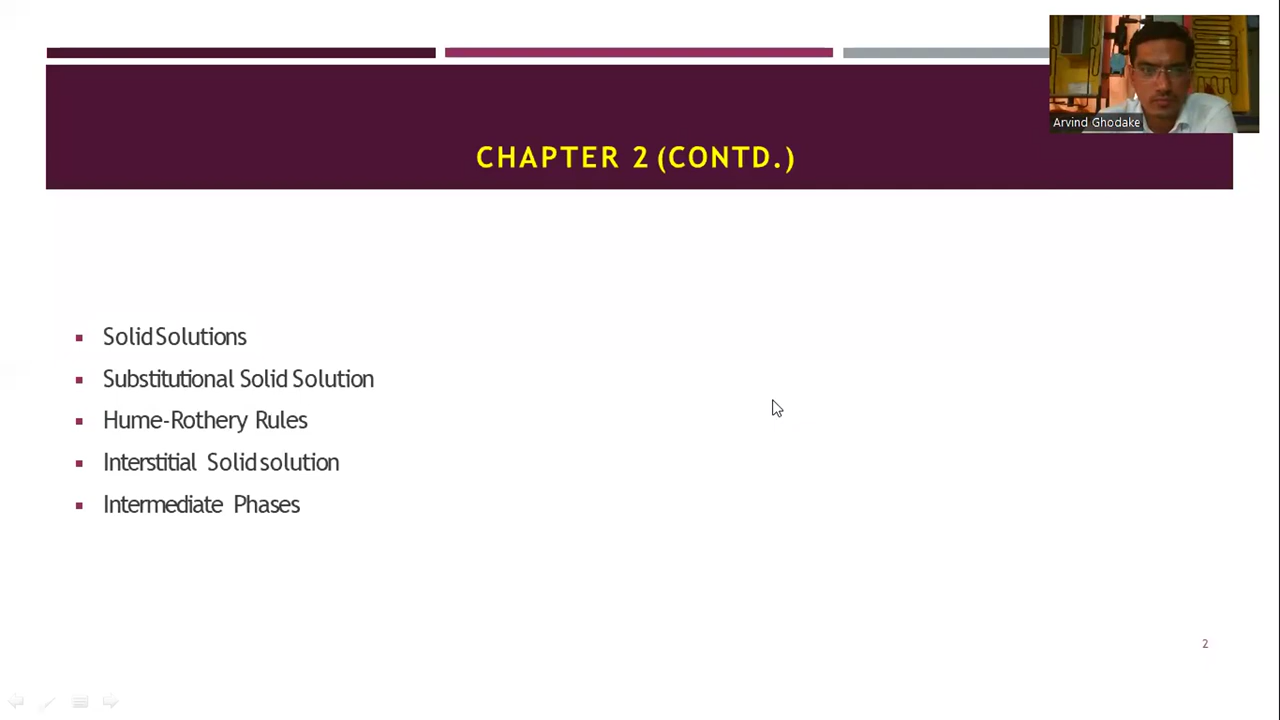 Arvind Ghodake
CHAPTER 2 (CONTD.)
Solid Solutions
Substitutional Solid Solution
Hume-Rothery Rules
Interstitial Solid solution
Intermediate Phases
2